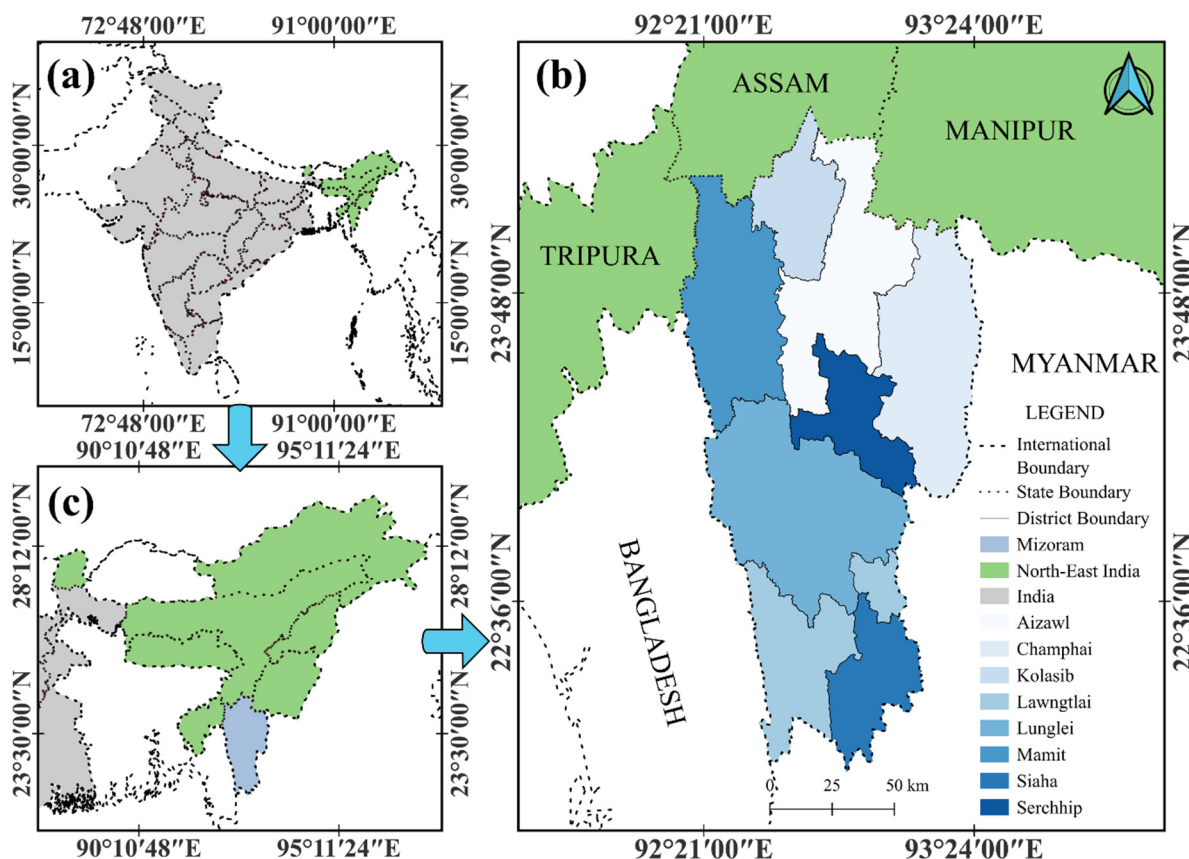 72°48′00″E 91°00′00″E
(a)
30°00′00″N
15°00′00″N
30°00′00″N
15°00′00″N
72°48′00″E 91°00′00″E
90°10′48″E 95°11′24″E
(c)
28°12′00″N
23°30′00″N
28°12′00″N
23°30′00″N
90°10′48″E 95°11′24″E
92°21′00″E 93°24′00″E
(b)
ASSAM
MANIPUR
TRIPURA
23°48′00″N
22°36′00″N
23°48′00″N
22°36′00″N
MYANMAR
BANGLADESH
LEGEND
International
Boundary
State Boundary
District Boundary
Mizoram
North-East India
India
Aizawl
Champhai
Kolasib
Lawngtlai
Lunglei
Mamit
Siaha
Serchhip
0 25 50 km
92°21′00″E 93°24′00″E